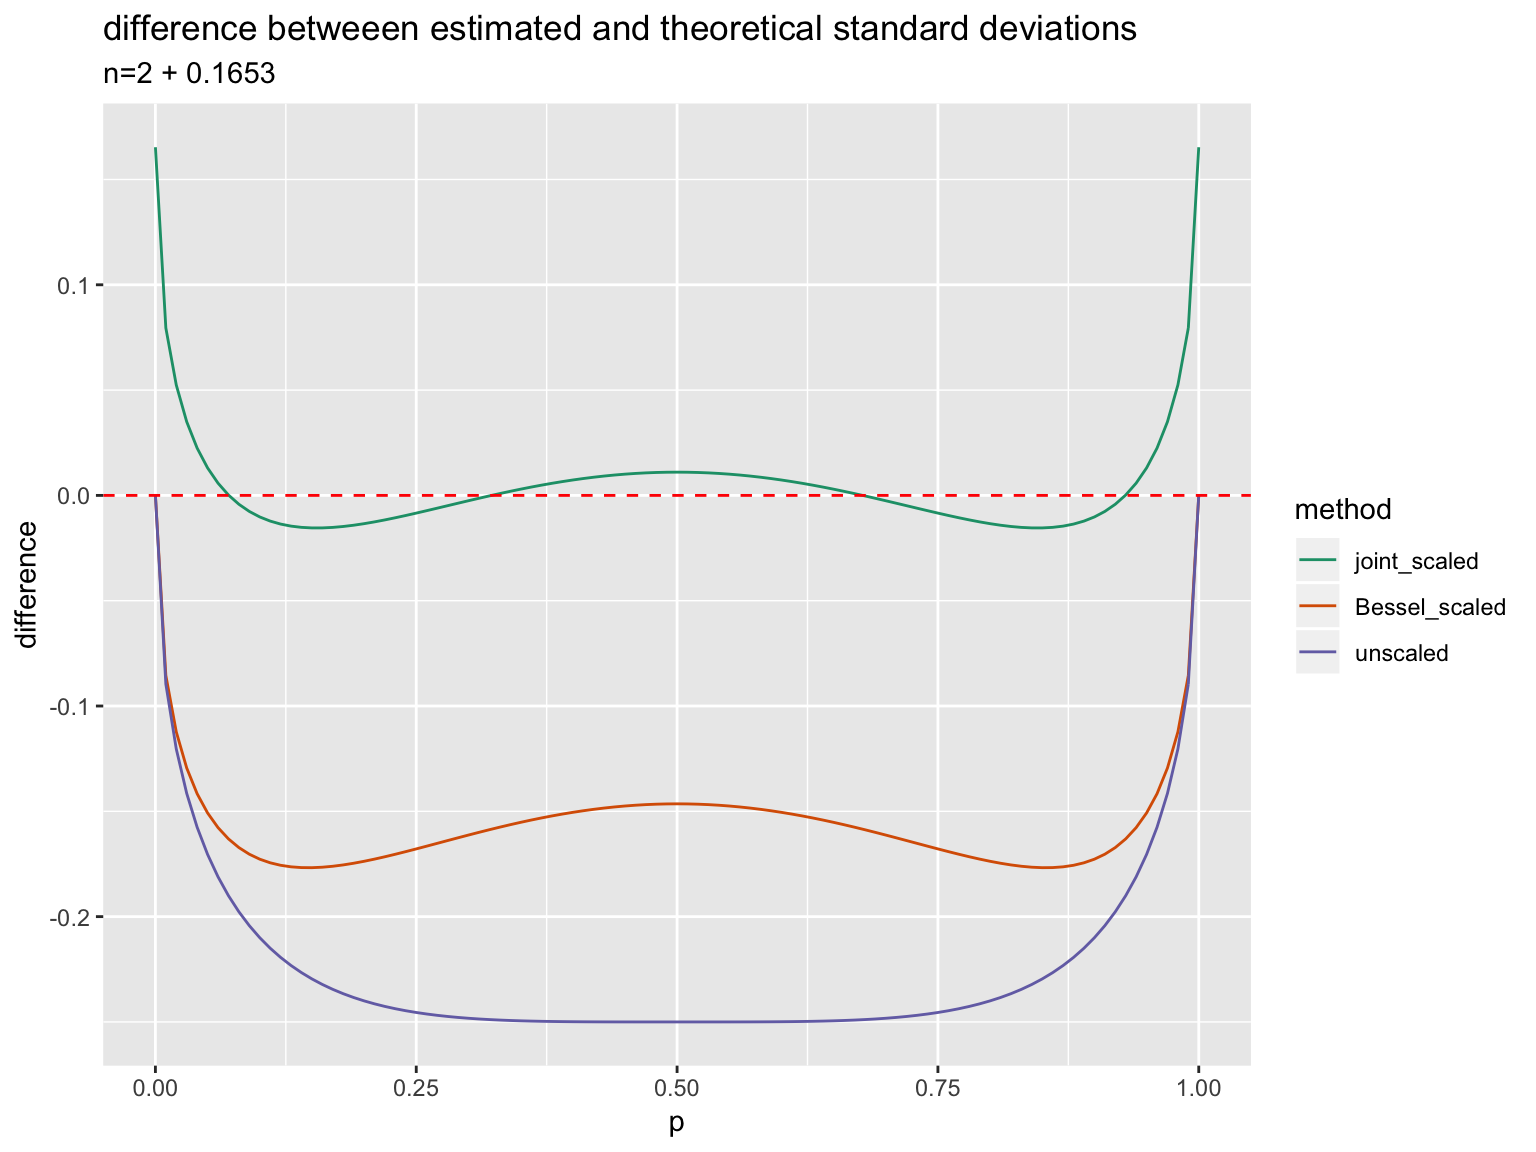 difference betweeen estimated and theoretical standard deviations
n=2 + 0.1653
difference
0.1
0.0
-0.1
-0.2
0.00
0.25
0.50
0.75
1.00
p
method
joint_scaled
Bessel_scaled
unscaled